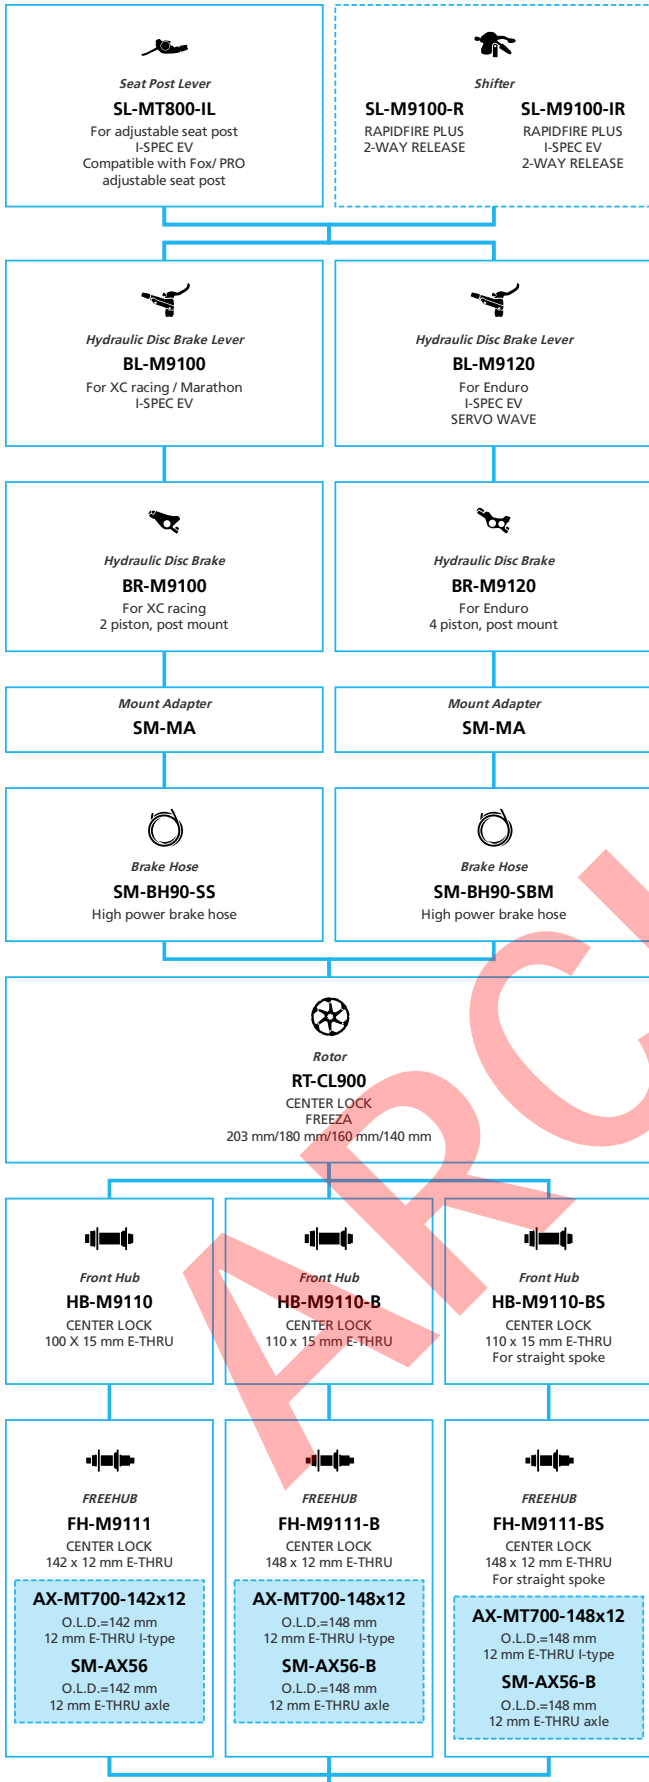 Seat Post Lever
SL-MT800-IL
For adjustable seat post
I-SPEC EV
Compatible with Fox/ PRO
adjustable seat post
Shifter
SL-M9100-R
RAPIDFIRE PLUS
2-WAY RELEASE
SL-M9100-IR
RAPIDFIRE PLUS
I-SPEC EV
2-WAY RELEASE
Hydraulic Disc Brake Lever
BL-M9100
For XC racing / Marathon
I-SPEC EV
Hydraulic Disc Brake Lever
BL-M9120
For Enduro
I-SPEC EV
SERVO WAVE
Hydraulic Disc Brake
BR-M9100
For XC racing
2 piston, post mount
Hydraulic Disc Brake
BR-M9120
For Enduro
4 piston, post mount
Mount Adapter
SM-MA
Mount Adapter
SM-MA
Brake Hose
SM-BH90-SS
High power brake hose
Brake Hose
SM-BH90-SBM
High power brake hose
Rotor
RT-CL900
CENTER LOCK
FREEZA
203 mm/180 mm/160 mm/140 mm
Front Hub
HB-M9110
CENTER LOCK
100 X 15 mm E-THRU
Front Hub
HB-M9110-B
CENTER LOCK
110 x 15 mm E-THRU
Front Hub
HB-M9110-BS
CENTER LOCK
110 x 15 mm E-THRU
For straight spoke
FREEHUB
FH-M9111
CENTER LOCK
142 x 12 mm E-THRU
AX-MT700-142x12
O.L.D.=142 mm
12 mm E-THRU I-type
SM-AX56
O.L.D.=142 mm
12 mm E-THRU axle
FREEHUB
FH-M9111-B
CENTER LOCK
148 x 12 mm E-THRU
AX-MT700-148x12
O.L.D.=148 mm
12 mm E-THRU I-type
SM-AX56-B
O.L.D.=148 mm
12 mm E-THRU axle
FREEHUB
FH-M9111-BS
CENTER LOCK
148 x 12 mm E-THRU
For straight spoke
AX-MT700-148x12
O.L.D.=148 mm
12 mm E-THRU I-type
SM-AX56-B
O.L.D.=148 mm
12 mm E-THRU axle